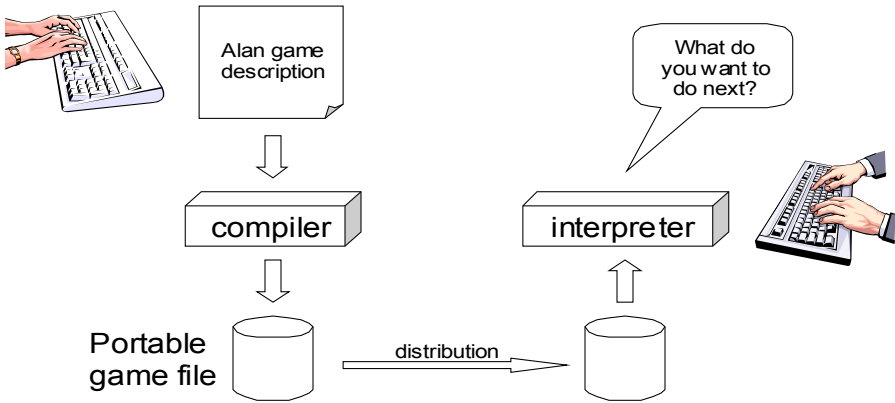 Alan game
description
What do
you want to
do next?
compiler
interpreter
Portable
game file
distribution